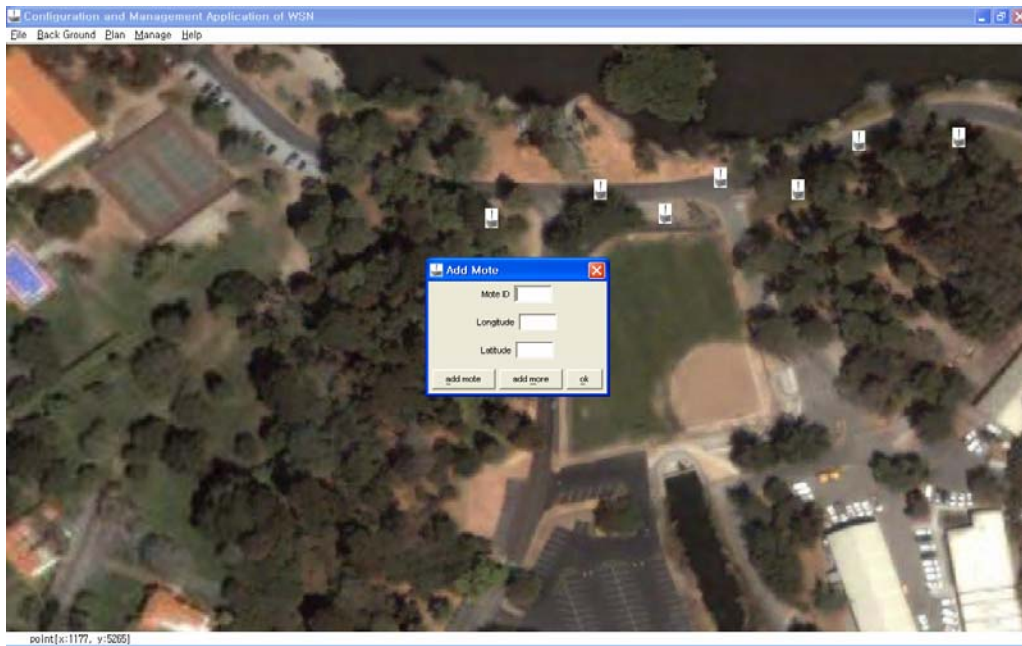 Configuration and Management Application of WSN
File Back Ground Plan Manage Help
Add Mote
Mote ID
Longitude
Latitude
add mote add more ok
point[x:1177, y:5265]